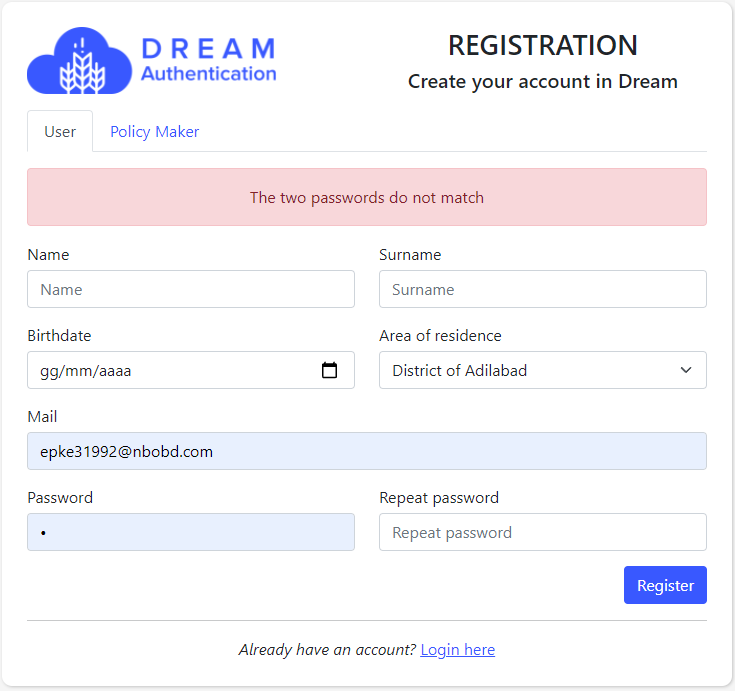 DREAM
Authentication
REGISTRATION
Create your account in Dream
User
Policy Maker
The two passwords do not match
Name
Surname
Name
Surname
Birthdate
Area of residence
gg/mm/aaaa
District of Adilabad
Mail
epke31992@nbobd.com
Password
Repeat password
•
Repeat password
Register
Already have an account? Login here